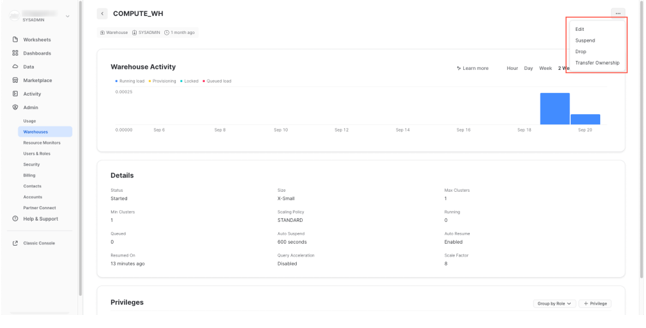 SYSADMIN
Worksheets
Dashboards
Data
Marketplace
Activity
Admin
Usage
Warehouses
Resource Monitors
Users & Roles
Security
Billing
Contacts
Accounts
Partner Connect
Help & Support
Classic Console
COMPUTE_WH
Warehouse SYSADMIN 1 month ago
Edit
Suspend
Drop
Transfer Ownership
Warehouse Activity
Learn more Hour Day Week 2 We
Running load Provisioning Locked Queued load
0.00025
0.00000 Sep 6 Sep 8 Sep 10 Sep 12 Sep 14 Sep 16 Sep 18 Sep 20
Details
Status Size Max Clusters
Started X-Small 1
Min Clusters Scaling Policy Running
1 STANDARD 0
Queued Auto Suspend Auto Resume
0 600 seconds Enabled
Resumed On Query Acceleration Scale Factor
13 minutes ago Disabled 8
Privileges
Group by Role + Privilege